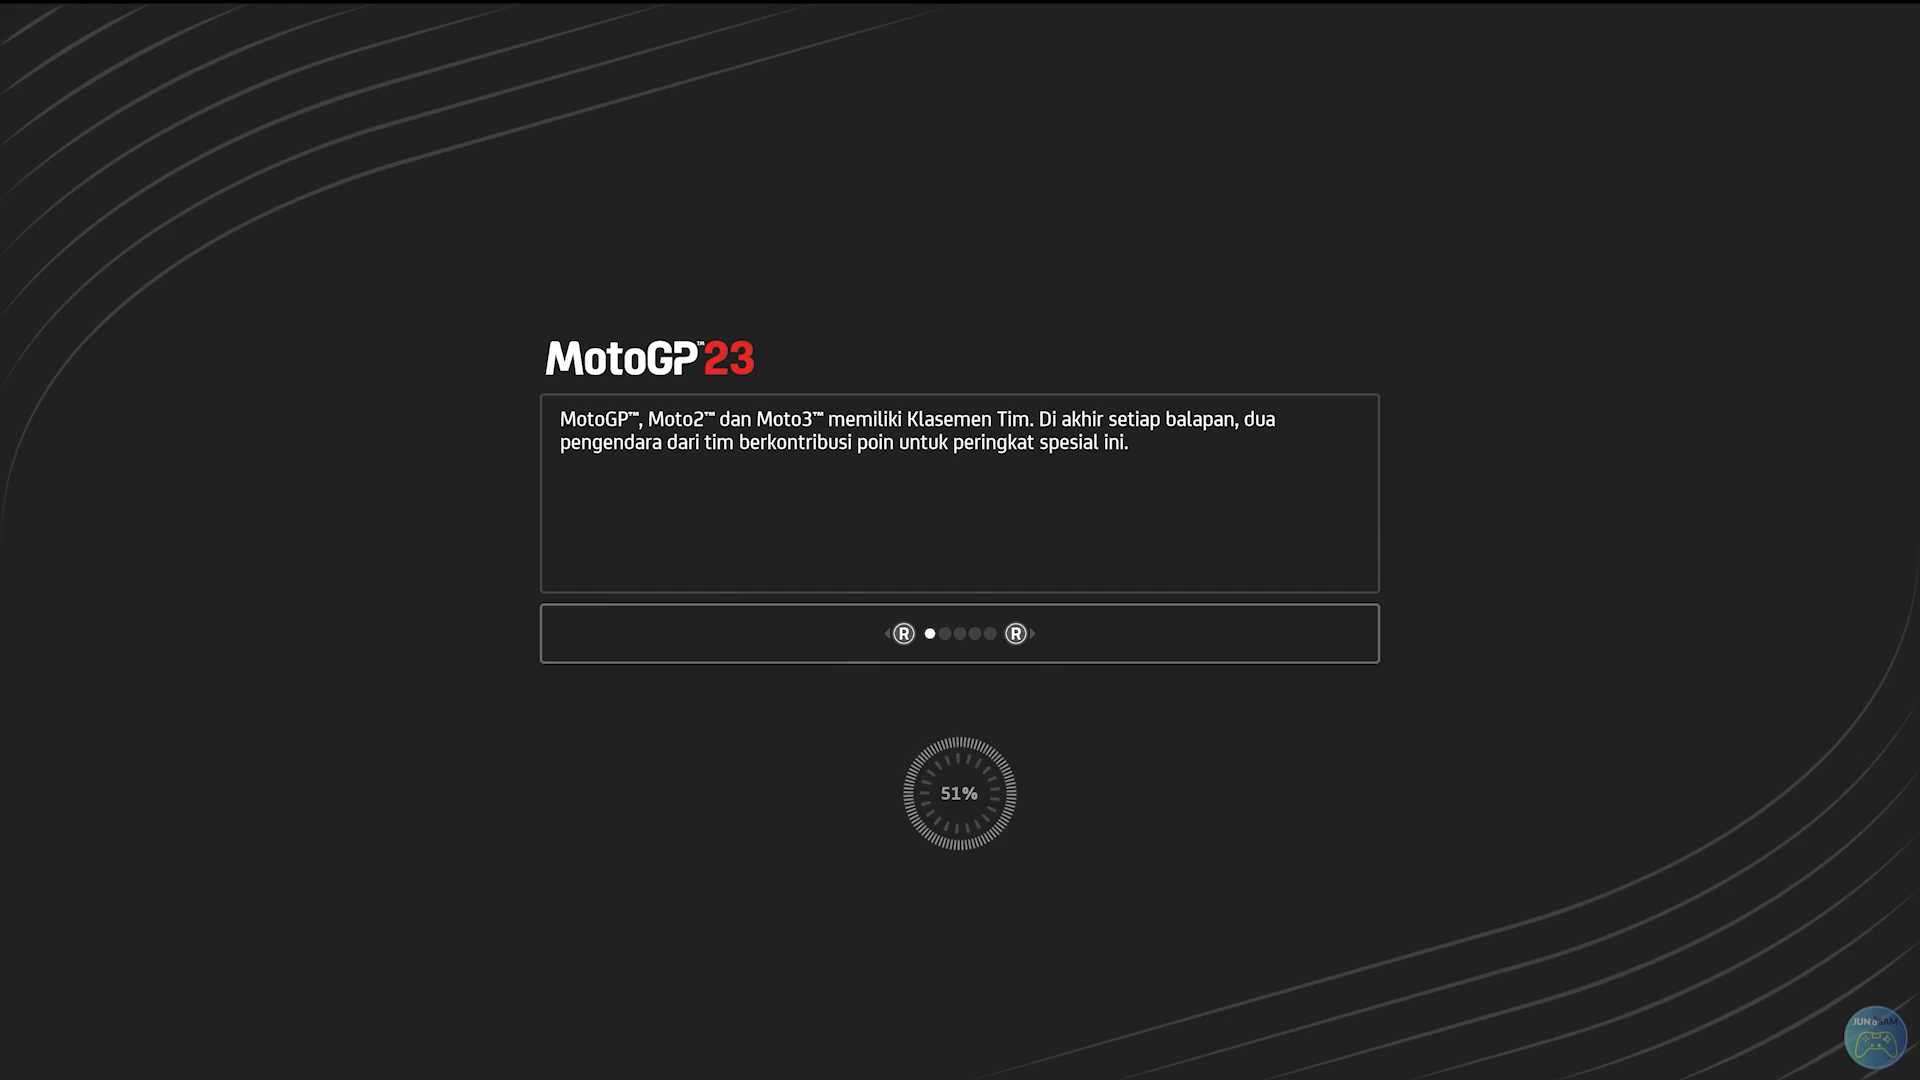 MotoGP™23
MotoGP™, Moto2™ dan Moto3™ memiliki Klasemen Tim. Di akhir setiap balapan, dua
pengendara dari tim berkontribusi poin untuk peringkat spesial ini.
R R
51%
JUNoSAM